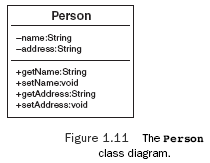 Person
–name:String
–address:String
+getName:String
+setName:void
+getAddress:String
+setAddress:void
Figure 1.11 The Person
class diagram.